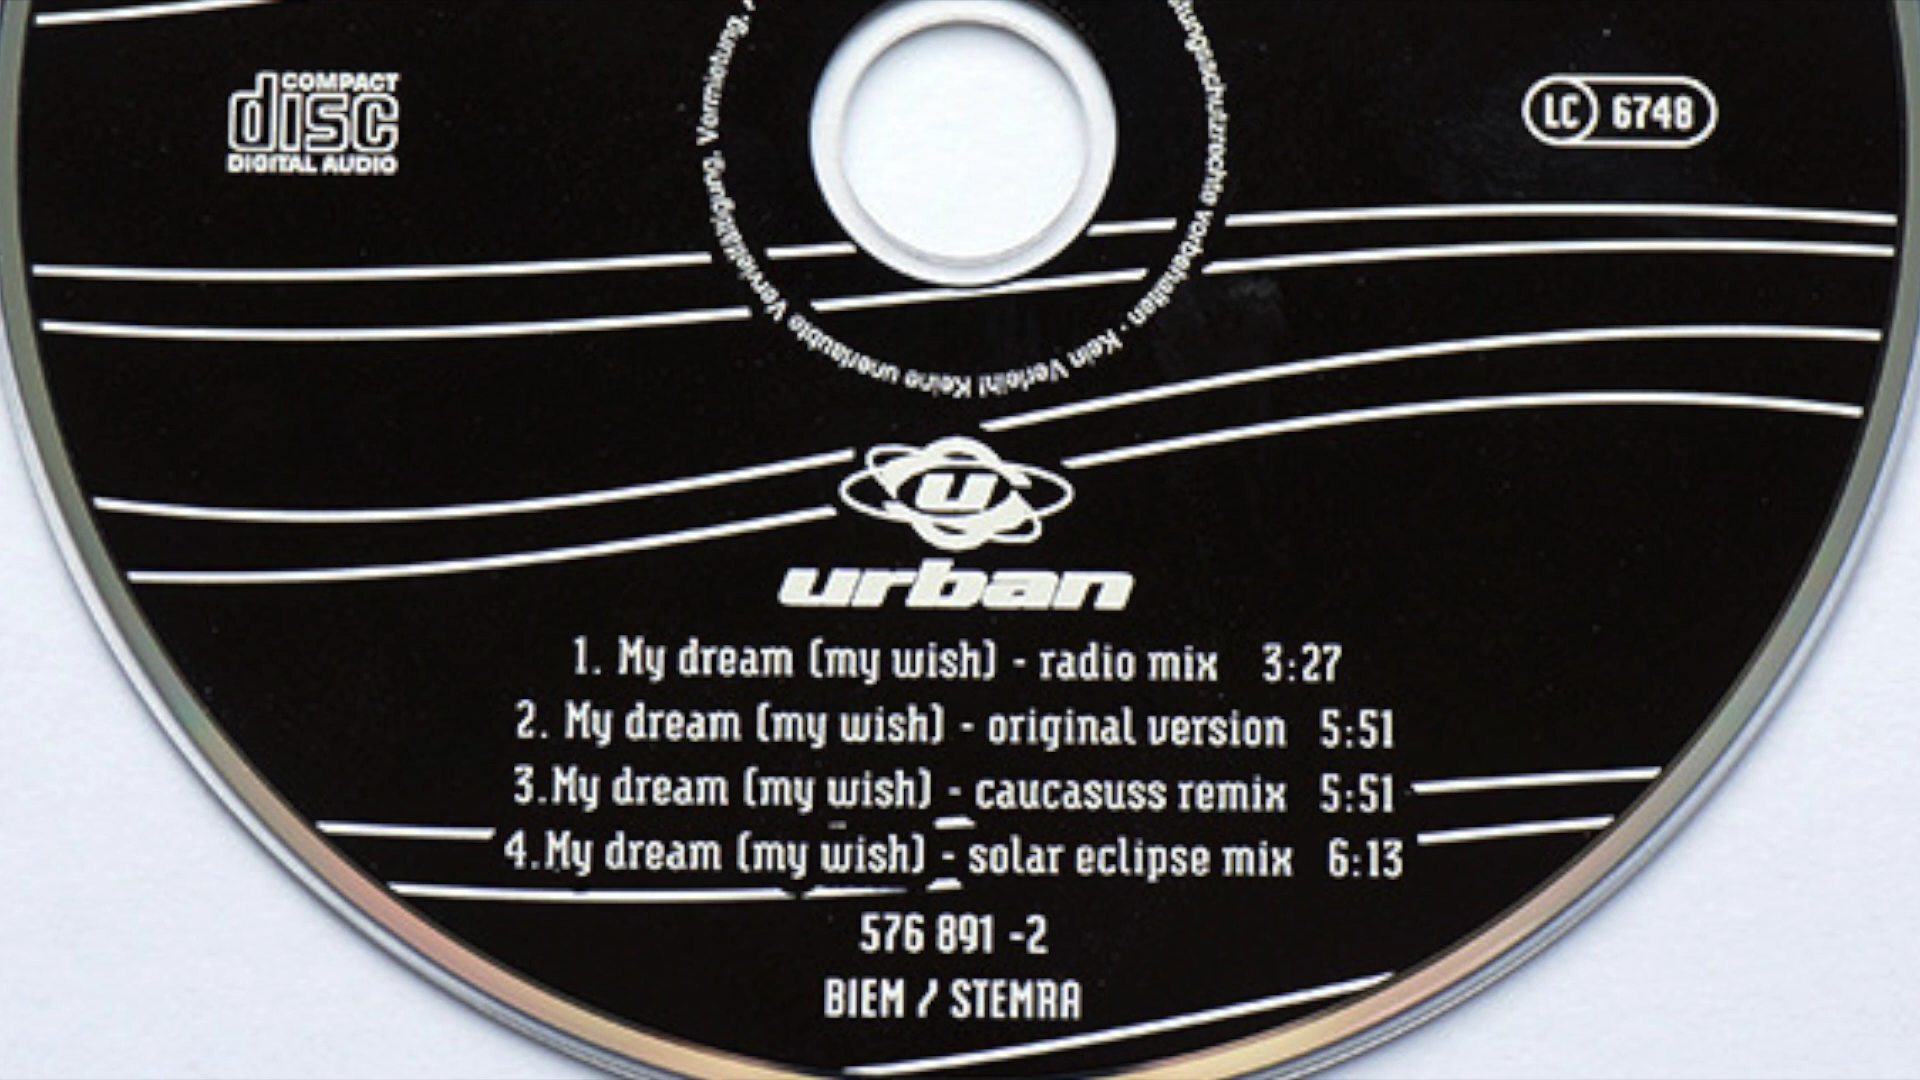 COMPACT
disc
DIGITAL AUDIO
LC 6748
gungsschutzrechte vorbehalten · Kein Verleih! Keine unerlaubte Vervielfältigung, Vermietung,
u
urban
1. My dream (my wish) - radio mix 3:27
2. My dream (my wish) - original version 5:51
3.My dream (my wish) - caucasuss remix 5:51
4.My dream (my wish) - solar eclipse mix 6:13
576 891 -2
BIEM / STEMRA